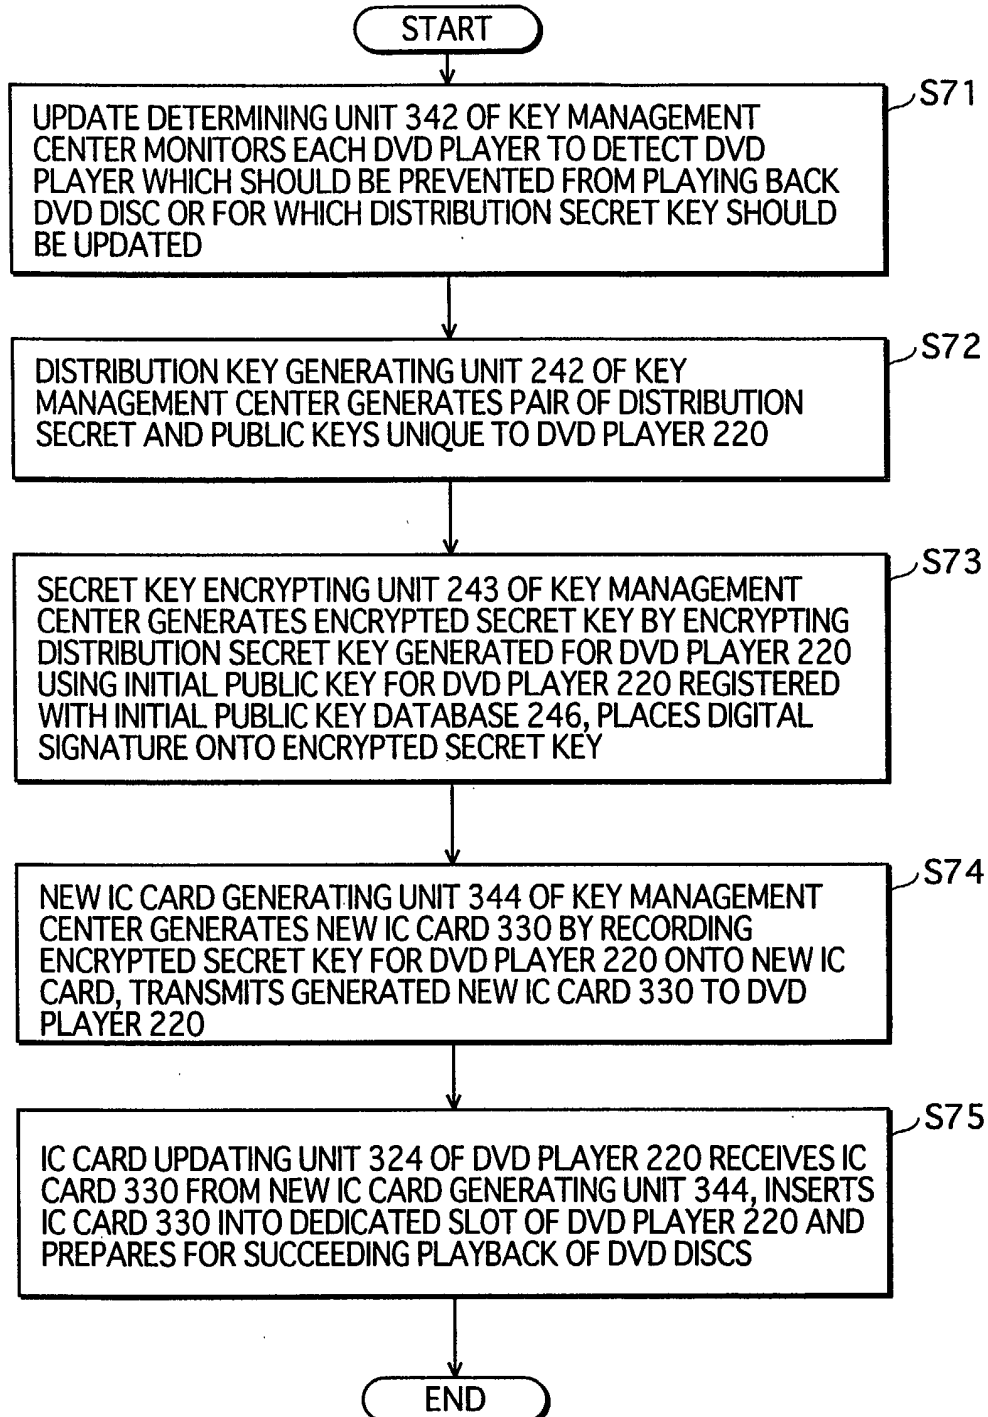 START
S71
UPDATE DETERMINING UNIT 342 OF KEY MANAGEMENT
CENTER MONITORS EACH DVD PLAYER TO DETECT DVD
PLAYER WHICH SHOULD BE PREVENTED FROM PLAYING BACK
DVD DISC OR FOR WHICH DISTRIBUTION SECRET KEY SHOULD
BE UPDATED
S72
DISTRIBUTION KEY GENERATING UNIT 242 OF KEY
MANAGEMENT CENTER GENERATES PAIR OF DISTRIBUTION
SECRET AND PUBLIC KEYS UNIQUE TO DVD PLAYER 220
S73
SECRET KEY ENCRYPTING UNIT 243 OF KEY MANAGEMENT
CENTER GENERATES ENCRYPTED SECRET KEY BY ENCRYPTING
DISTRIBUTION SECRET KEY GENERATED FOR DVD PLAYER 220
USING INITIAL PUBLIC KEY FOR DVD PLAYER 220 REGISTERED
WITH INITIAL PUBLIC KEY DATABASE 246, PLACES DIGITAL
SIGNATURE ONTO ENCRYPTED SECRET KEY
S74
NEW IC CARD GENERATING UNIT 344 OF KEY MANAGEMENT
CENTER GENERATES NEW IC CARD 330 BY RECORDING
ENCRYPTED SECRET KEY FOR DVD PLAYER 220 ONTO NEW IC
CARD, TRANSMITS GENERATED NEW IC CARD 330 TO DVD
PLAYER 220
S75
IC CARD UPDATING UNIT 324 OF DVD PLAYER 220 RECEIVES IC
CARD 330 FROM NEW IC CARD GENERATING UNIT 344, INSERTS
IC CARD 330 INTO DEDICATED SLOT OF DVD PLAYER 220 AND
PREPARES FOR SUCCEEDING PLAYBACK OF DVD DISCS
END